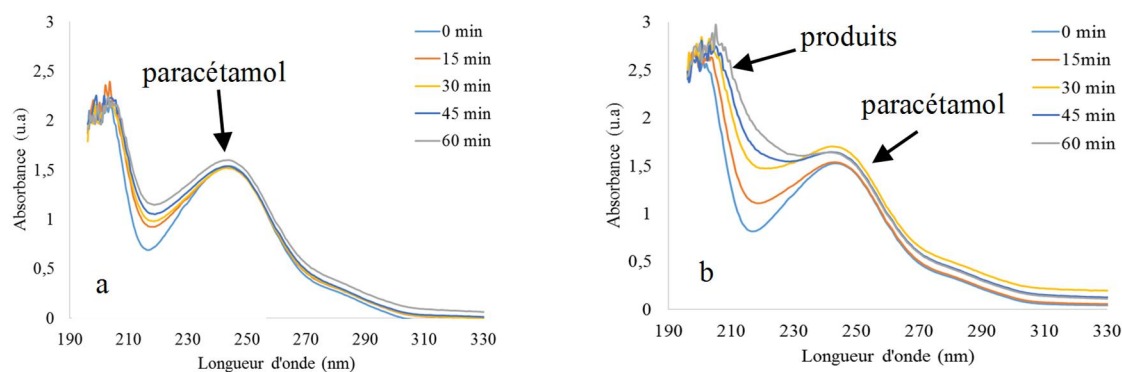 3
2,5
2
1,5
1
0,5
0
Absorbance (u.a)
190 210 230 250 270 290 310 330
Longueur d'onde (nm)
paracétamol
a
0 min
15 min
30 min
45 min
60 min
3
2,5
2
1,5
1
0,5
0
Absorbance (u.a)
190 210 230 250 270 290 310 330
Longueur d'onde (nm)
produits
paracétamol
b
0 min
15min
30 min
45 min
60 min